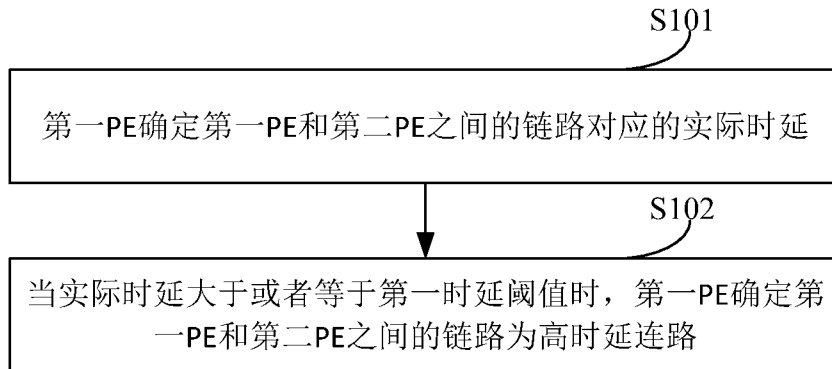 S101
第一PE确定第一PE和第二PE之间的链路对应的实际时延
S102
当实际时延大于或者等于第一时延阈值时，第一PE确定第
一PE和第二PE之间的链路为高时延连路